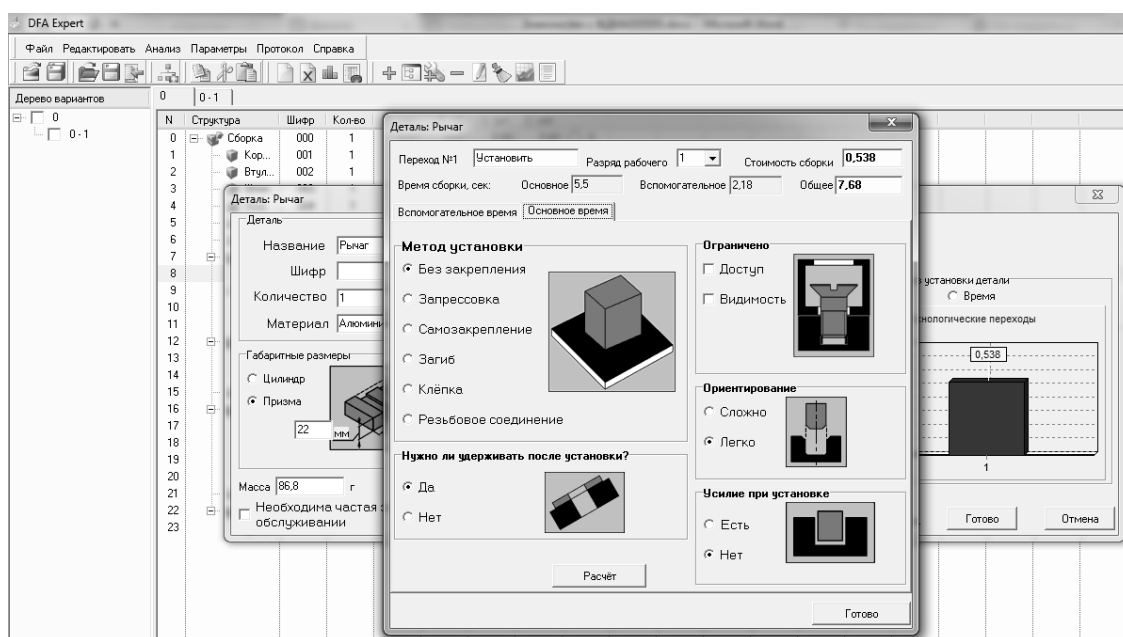 DFA Expert
Файл Редактировать Анализ Параметры Протокол Справка
Дерево вариантов
0
0 - 1
0
0 - 1
N Структура Шифр Кол-во
0 Сборка 000 1
1 Кор... 001 1
2 Втул... 002 1
3
4
5
6
7
8
9
10
11
12
13
14
15
16
17
18
19
20
21
22
23
Деталь: Рычаг
Деталь
Название Рычаг
Шифр
Количество 1
Материал
Габаритные
Цилиндр
Призма
22 мм
Масса 86,8 г
Необходима частая
обслуживании
установки детали
Время
переходы
0,538
1
Готово Отмена
Деталь: Рычаг
Переход №1 Установить Разряд рабочего 1 Стоимость сборки 0,538
Время сборки, сек: Основное 5,5 Вспомогательное 2,18 Общее 7,68
Вспомогательное время Основное время
Метод установки
Без закрепления
Запрессовка
Самозакрепление
Загиб
Клёпка
Резьбовое соединение
Нужно ли удерживать после установки?
Да
Нет
Ограничено
Доступ
Видимость
Ориентирование
Сложно
Легко
Усилие при установке
Есть
Нет
Расчёт
Готово